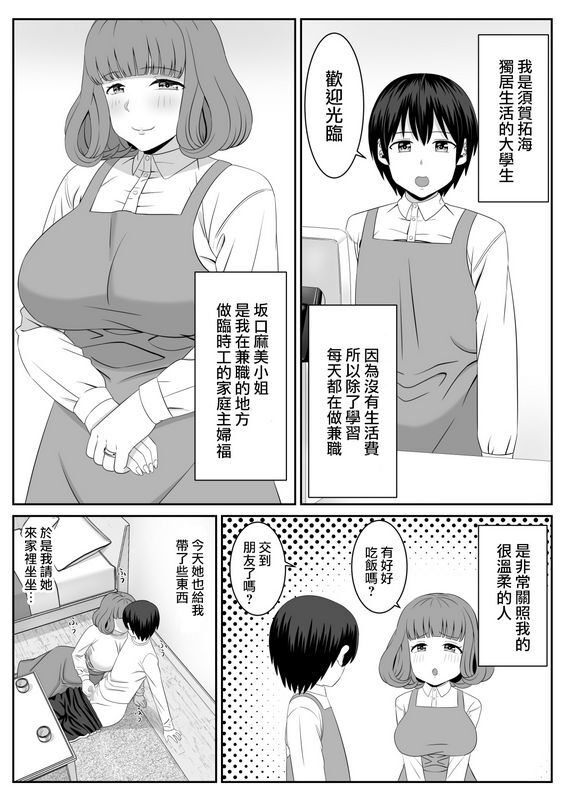 我是須賀拓海
獨居生活的大學生
歡迎光臨
因為沒有生活費
所以除了學習
每天都在做兼職
坂口麻美小姐
是我在兼職的地方
做臨時工的家庭主婦福
是非常關照我的
很溫柔的人
有好好
吃飯嗎?
交到
朋友了嗎?
今天她也給我
帶了些東西
於是我請她
來家裡坐坐…